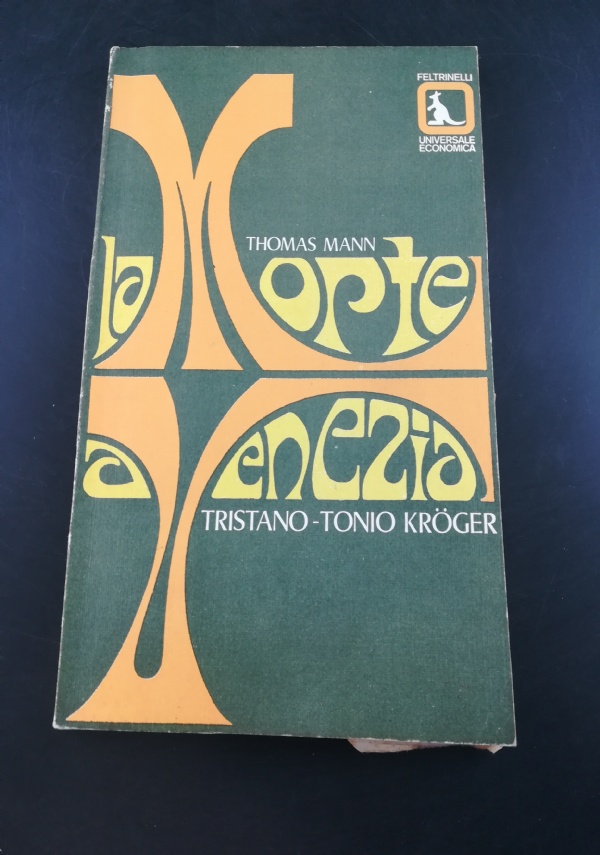 FELTRINELLI
UNIVERSALE
ECONOMICA
THOMAS MANN
la Morte
a Venezia
TRISTANO-TONIO KRÖGER